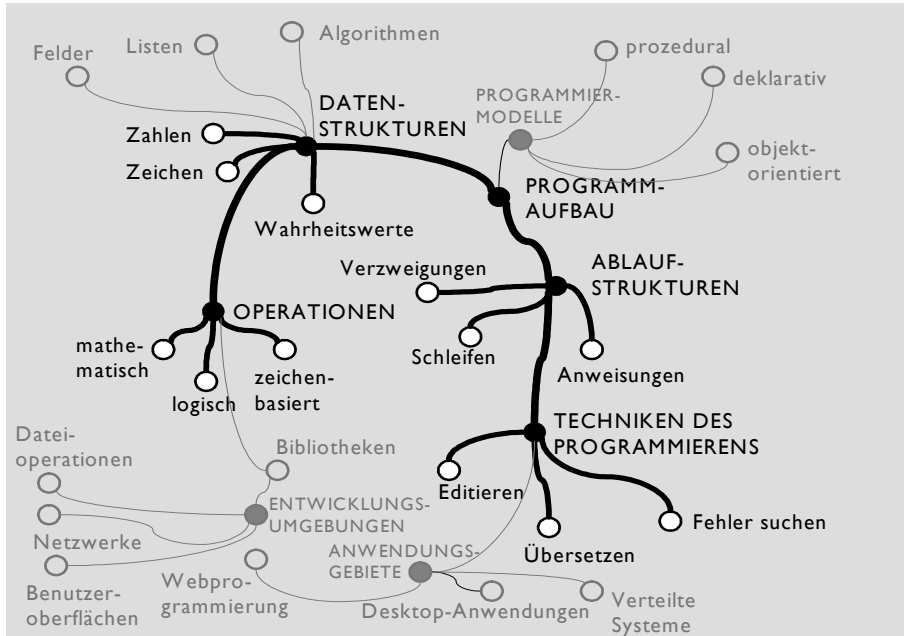 Felder
Listen
Algorithmen
DATEN-
STRUKTUREN
Zahlen
Zeichen
Wahrheitswerte
PROGRAMMIER-
MODELLE
prozedural
deklarativ
objekt-
orientiert
PROGRAMM-
AUFBAU
ABLAUF-
STRUKTUREN
Verzweigungen
Schleifen
Anweisungen
OPERATIONEN
mathe-
matisch
logisch
zeichen-
basiert
TECHNIKEN DES
PROGRAMMIERENS
Editieren
Übersetzen
Fehler suchen
Datei-
operationen
Bibliotheken
ENTWICKLUNGS-
UMGEBUNGEN
Netzwerke
Benutzer-
oberflächen
ANWENDUNGS-
GEBIETE
Webpro-
grammierung
Desktop-Anwendungen
Verteilte
Systeme